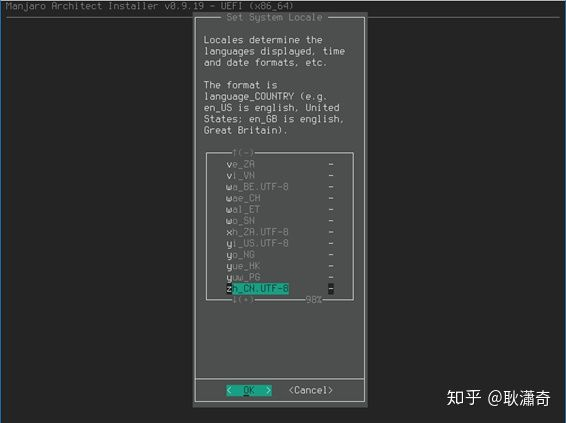 Manjaro Architect Installer v0.9.19 - UEFI (x86_64)
Set System Locale
Locales determine the
languages displayed, time
and date formats, etc.
The format is
language_COUNTRY (e.g.
en_US is english, United
States; en_GB is english,
Great Britain).
↑(-)
ve_ZA -
vi_VN -
wa_BE.UTF-8 -
wae_CH -
wal_ET -
wo_SN -
xh_ZA.UTF-8 -
yi_US.UTF-8 -
yo_NG -
yue_HK -
yuw_PG -
zh_CN.UTF-8 -
↓(+) 98%
< OK > <Cancel>
知乎 @耿瀟奇